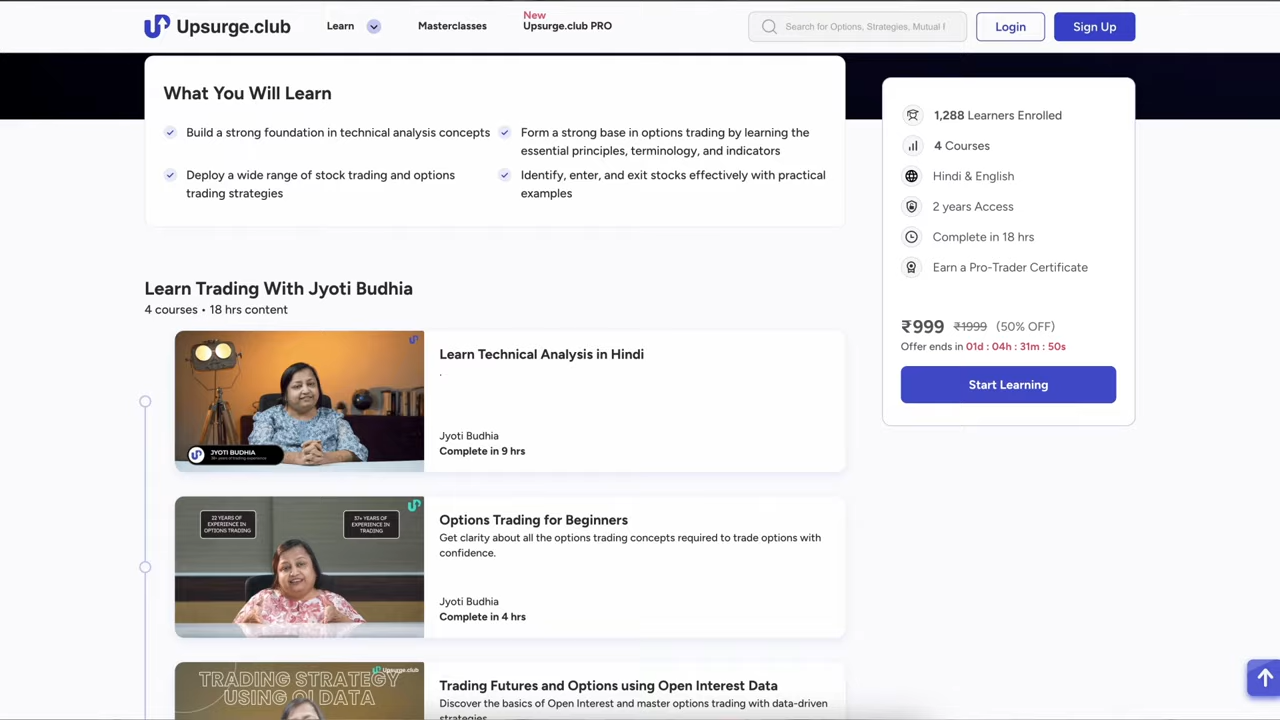 Upsurge.club
Learn
Masterclasses
New
Upsurge.club PRO
Search for Options, Strategies, Mutual F
Login
Sign Up
What You Will Learn
Build a strong foundation in technical analysis concepts
Form a strong base in options trading by learning the
essential principles, terminology, and indicators
Deploy a wide range of stock trading and options
trading strategies
Identify, enter, and exit stocks effectively with practical
examples
1,288 Learners Enrolled
4 Courses
Hindi & English
2 years Access
Complete in 18 hrs
Earn a Pro-Trader Certificate
₹999 ₹1999 (50% OFF)
Offer ends in 01d : 04h : 31m : 50s
Start Learning
Learn Trading With Jyoti Budhia
4 courses • 18 hrs content
JYOTI BUDHIA
Learn Technical Analysis in Hindi
.
Jyoti Budhia
Complete in 9 hrs
22 YEARS OF
EXPERIENCE IN
OPTIONS TRADING
37+ YEARS OF
EXPERIENCE IN
TRADING
Options Trading for Beginners
Get clarity about all the options trading concepts required to trade options with
confidence.
Jyoti Budhia
Complete in 4 hrs
Upsurge.club
TRADING STRATEGY
USING OI DATA
Trading Futures and Options using Open Interest Data
Discover the basics of Open Interest and master options trading with data-driven
strategies